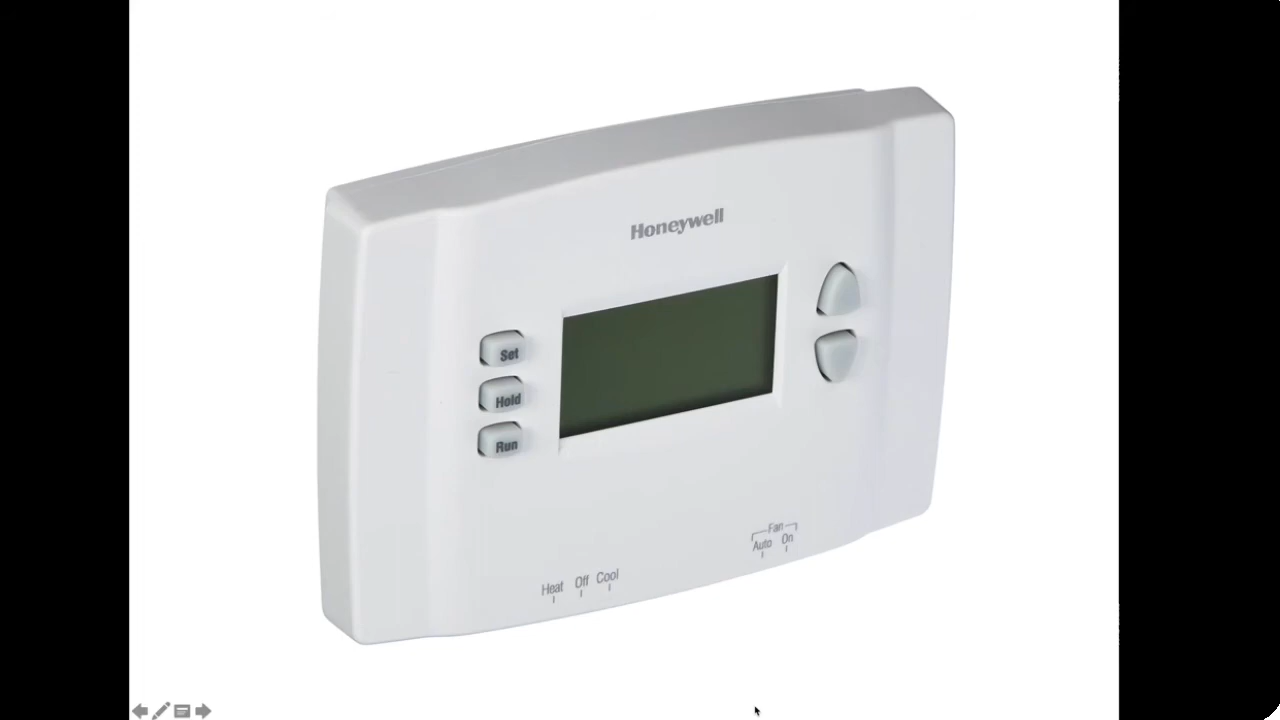 Honeywell
Set
Hold
Run
Fan
Auto On
Heat Off Cool